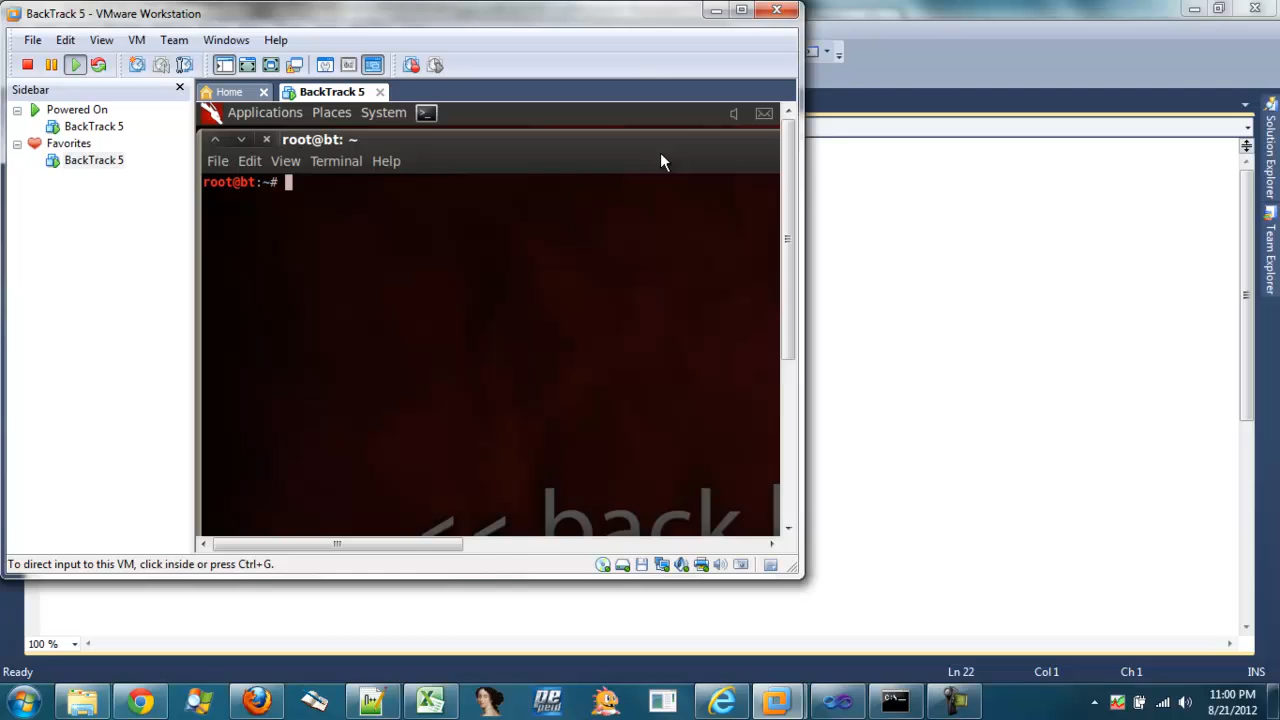 BackTrack 5 - VMware Workstation
File Edit View VM Team Windows Help
Sidebar
Home BackTrack 5
Powered On
BackTrack 5
Favorites
BackTrack 5
Applications Places System
root@bt: ~
File Edit View Terminal Help
root@bt:~#
<< back
To direct input to this VM, click inside or press Ctrl+G.
Solution Explorer
Team Explorer
100 %
Ready Ln 22 Col 1 Ch 1 INS
11:00 PM
8/21/2012